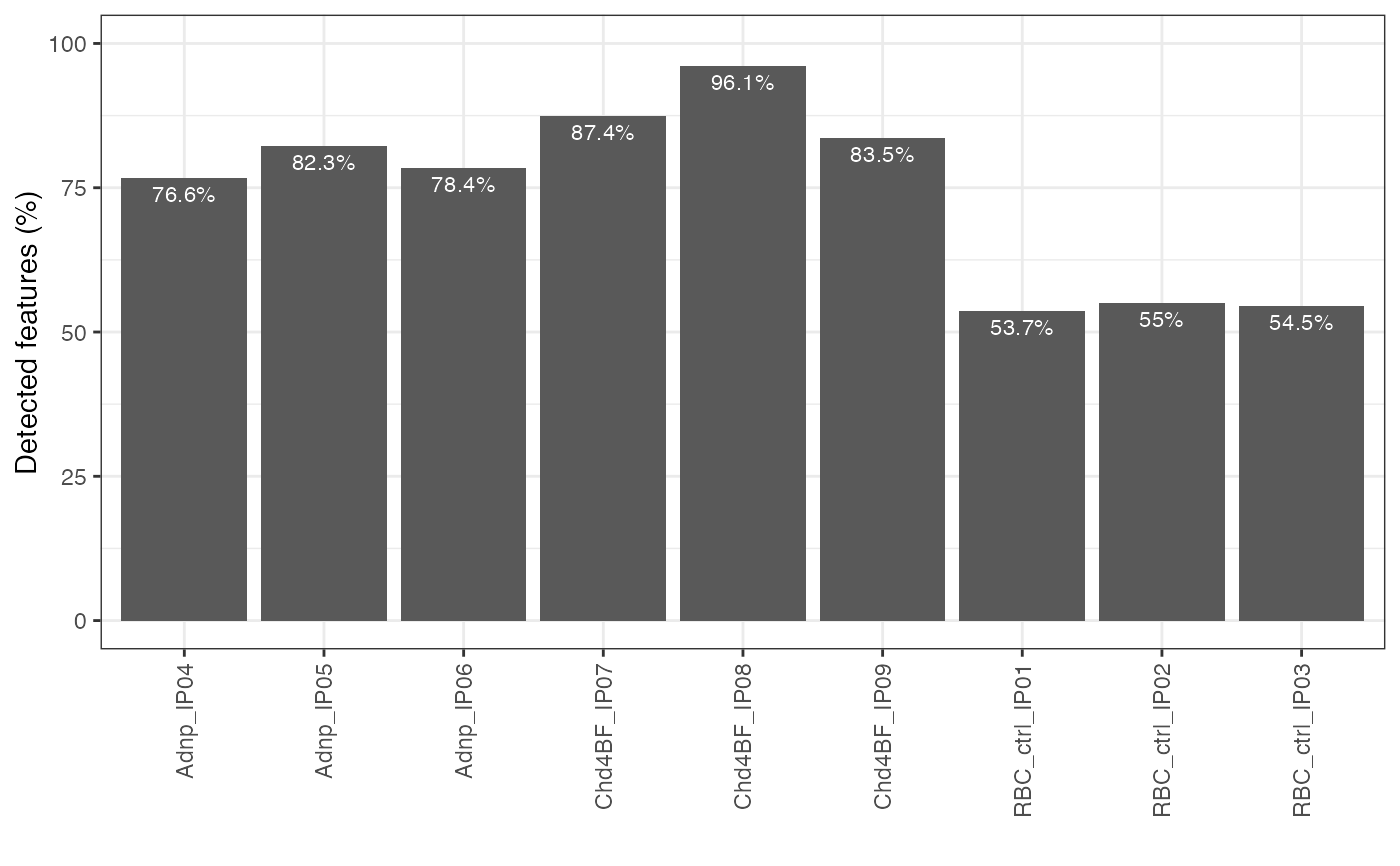 Detected features (%)
100
75
50
25
0
76.6%
82.3%
78.4%
87.4%
96.1%
83.5%
53.7%
55%
54.5%
Adnp_IP04
Adnp_IP05
Adnp_IP06
Chd4BF_IP07
Chd4BF_IP08
Chd4BF_IP09
RBC_ctrl_IP01
RBC_ctrl_IP02
RBC_ctrl_IP03